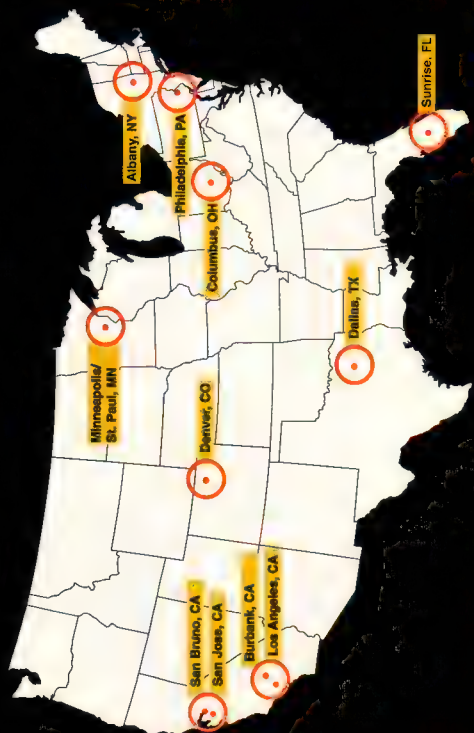 Albany, NY
Philadelphia, PA
Columbus, OH
Sunrise, FL
Minneapolis/
St. Paul, MN
Dallas, TX
Denver, CO
San Bruno, CA
San Jose, CA
Burbank, CA
Los Angeles, CA